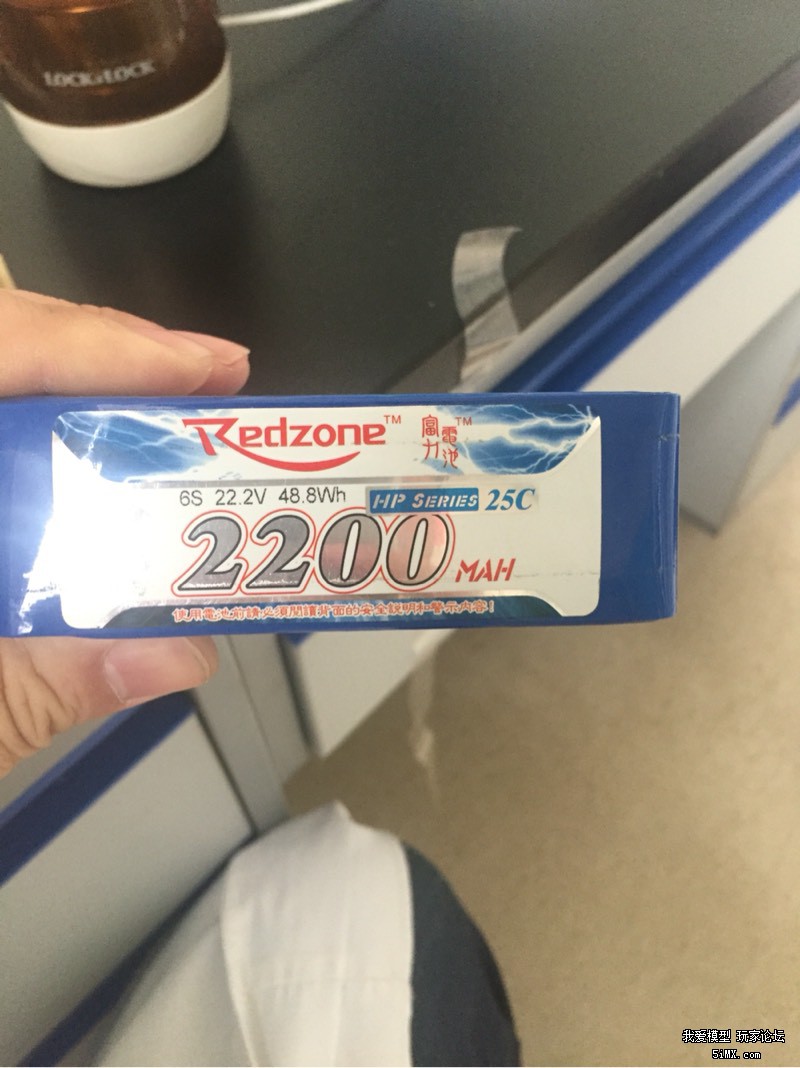 LOCK&LOCK
Redzone™
富力
電池™
6S 22.2V 48.8Wh HP SERIES 25C
2200 MAH
使用電池前請必須閱讀背面的安全説明和警示內容！
我爱模型 玩家论坛
5iMX.com